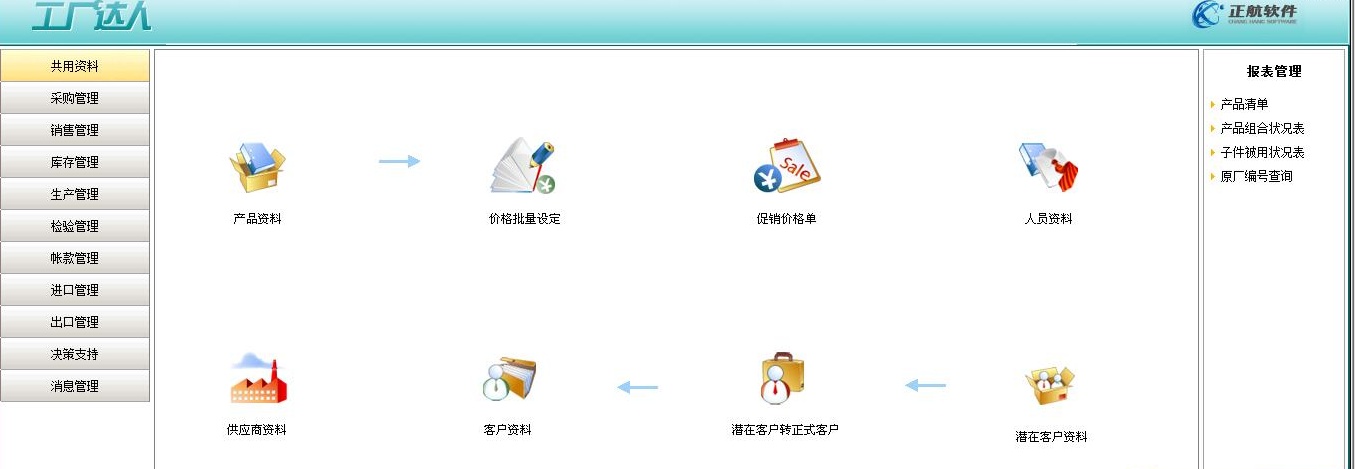 工厂达人
正航软件
CHANG HANG SOFTWARE
共用资料
采购管理
销售管理
库存管理
生产管理
检验管理
帐款管理
进口管理
出口管理
决策支持
消息管理
产品资料
价格批量设定
Sale
促销价格单
人员资料
供应商资料
客户资料
潜在客户转正式客户
潜在客户资料
报表管理
产品清单
产品组合状况表
子件被用状况表
原厂编号查询